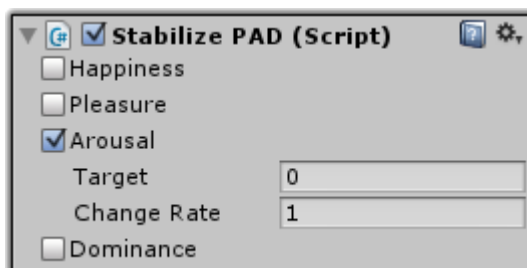 Stabilize PAD (Script)
Happiness
Pleasure
Arousal
Target 0
Change Rate 1
Dominance